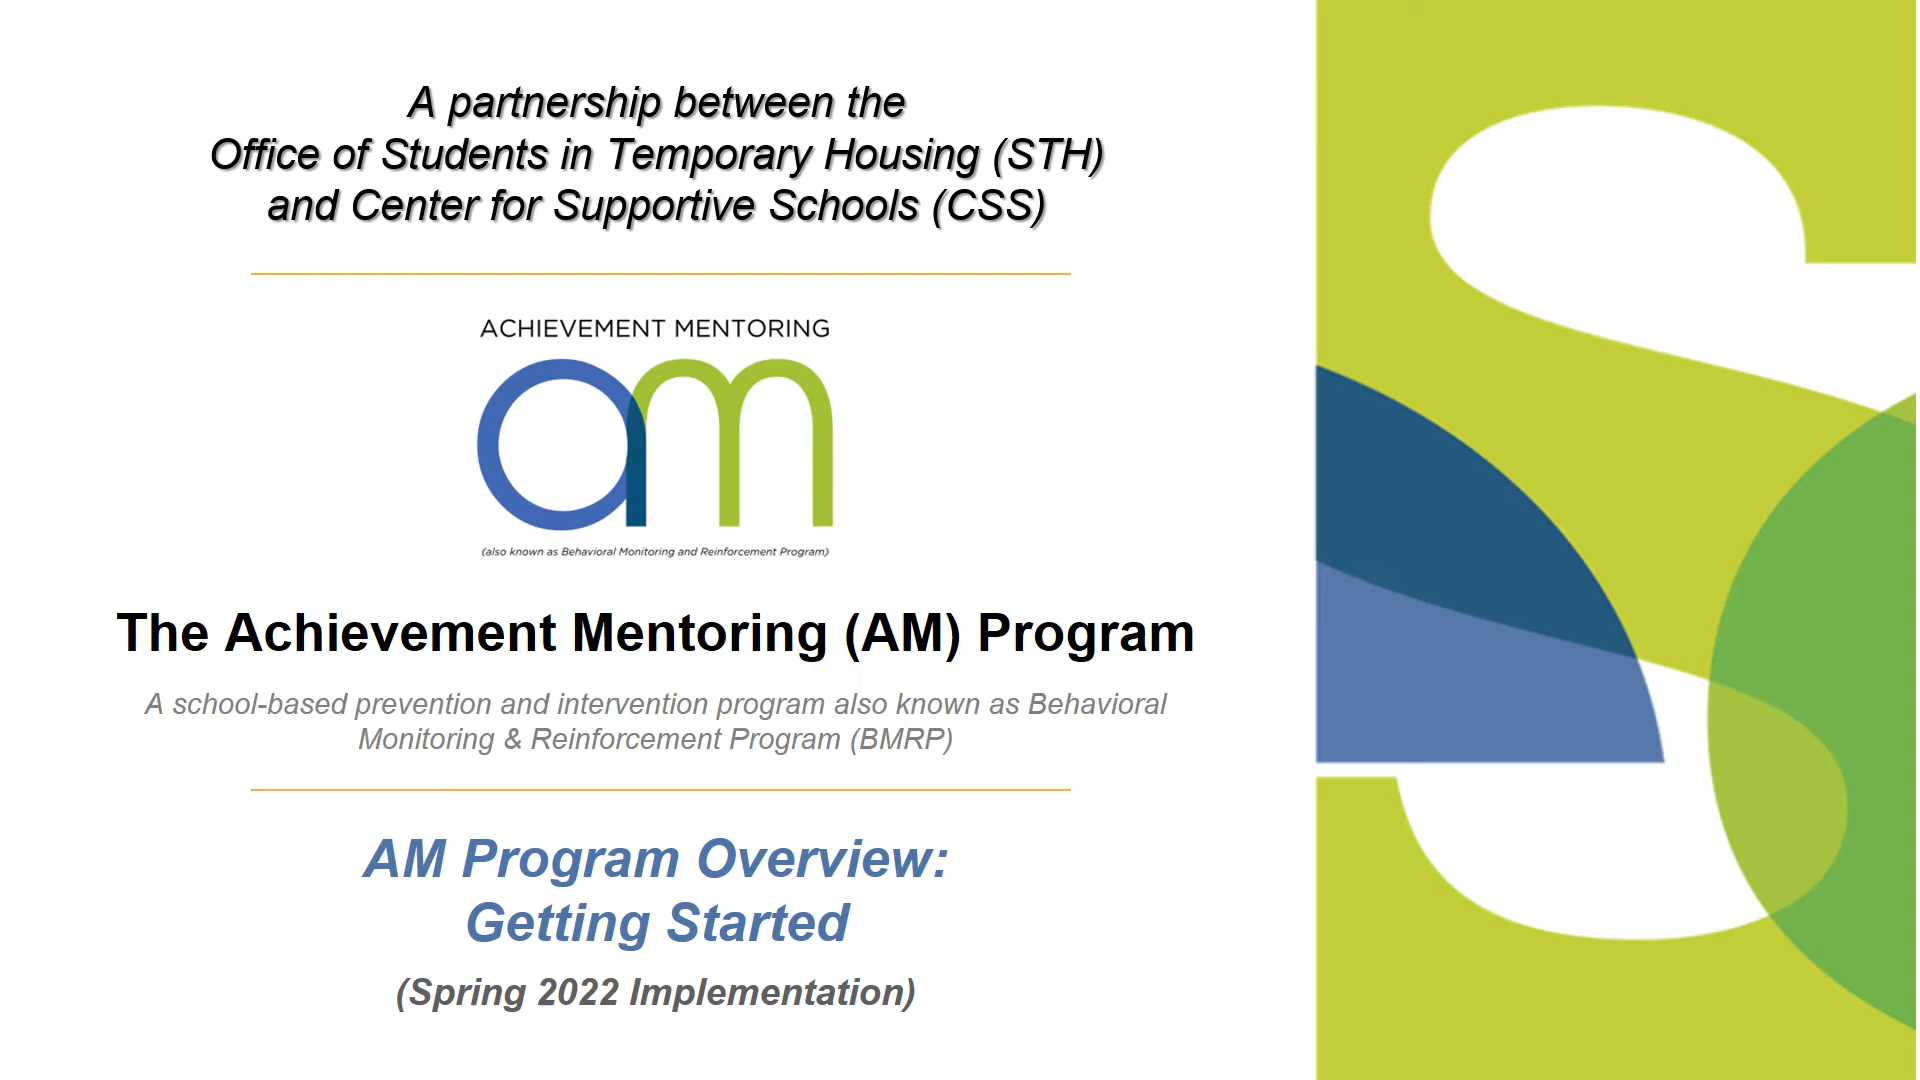 A partnership between the
Office of Students in Temporary Housing (STH)
and Center for Supportive Schools (CSS)
ACHIEVEMENT MENTORING
am
(also known as Behavioral Monitoring and Reinforcement Program)
The Achievement Mentoring (AM) Program
A school-based prevention and intervention program also known as Behavioral
Monitoring & Reinforcement Program (BMRP)
AM Program Overview:
Getting Started
(Spring 2022 Implementation)